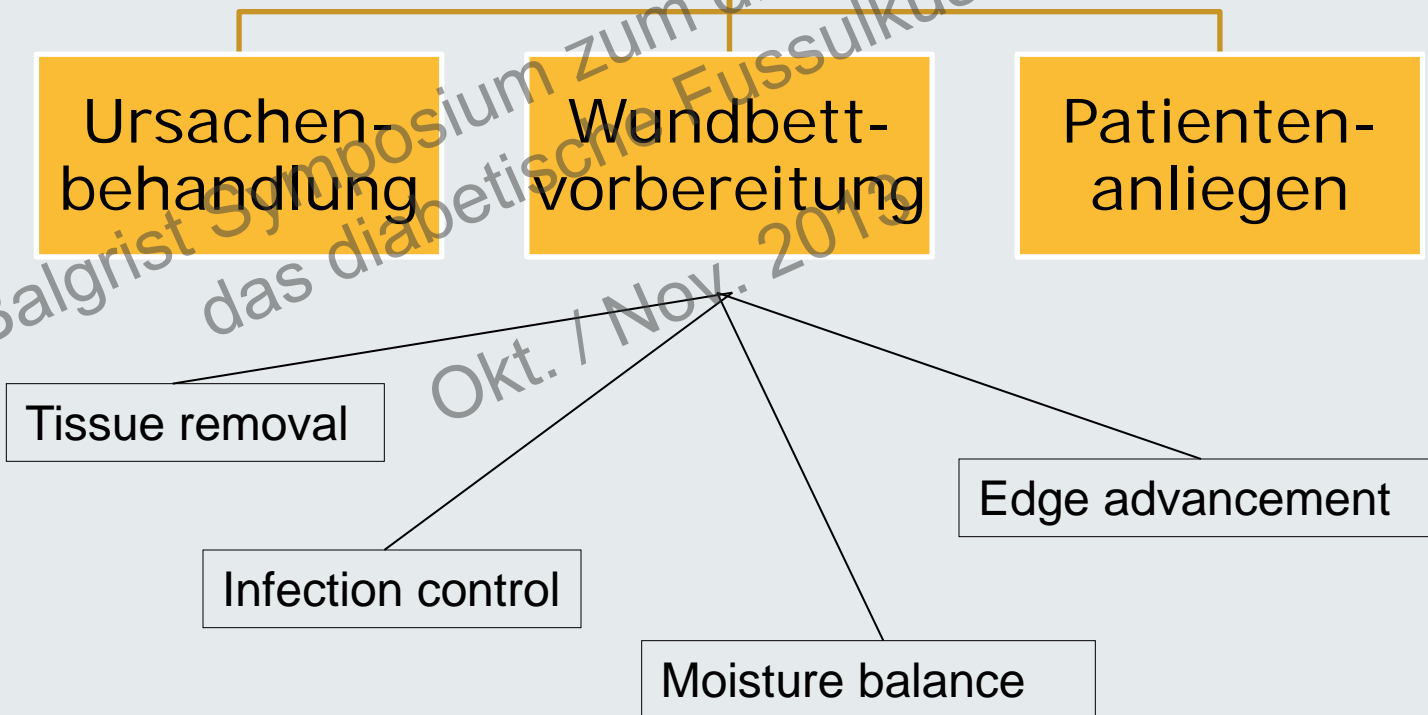 Ursachen-
behandlung
Wundbett-
vorbereitung
Patienten-
anliegen
Balgrist Symposium zum
das diabetische
Okt. / Nov. 2013
Tissue removal
Edge advancement
Infection control
Moisture balance